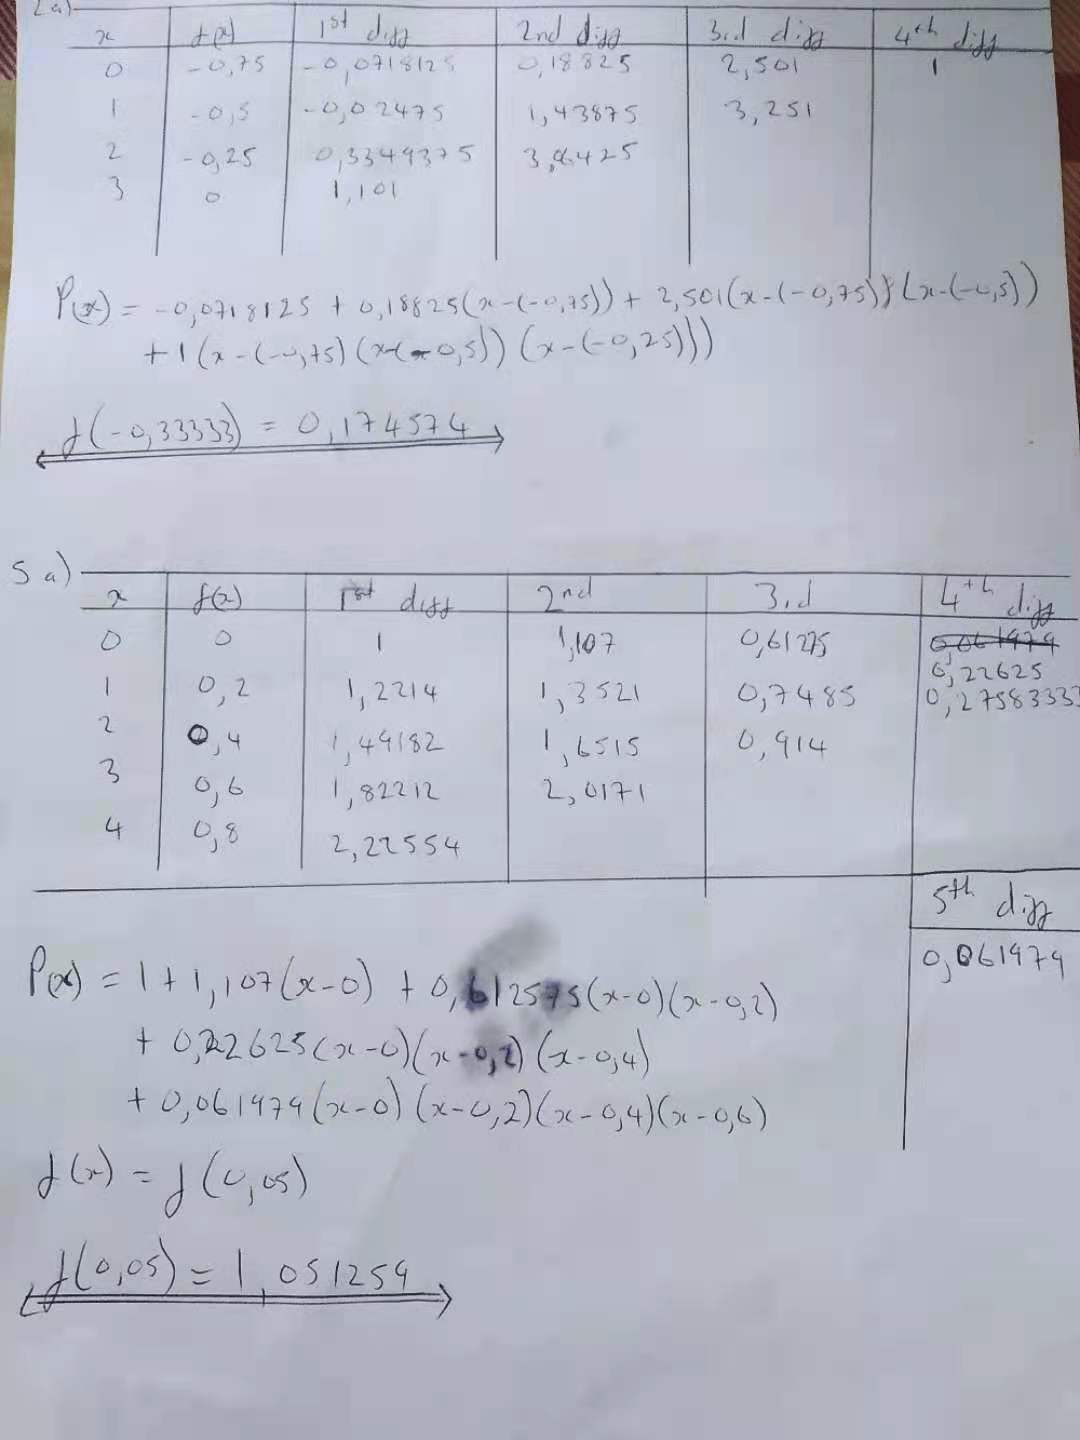 2a)
x f(x) 1st diff 2nd diff 3rd diff 4th diff
0 -0,75 -0,0718125 0,18825 2,501 1
1 -0,5 -0,02475 1,43875 3,251
2 -0,25 0,3349375 3,06425
3 0 1,101
P(x) = -0,0718125 + 0,18825(x-(-0,75)) + 2,501(x-(-0,75))(x-(-0,5))
+ 1(x-(-0,75)(x-(-0,5))(x-(-0,25)))
f(-0,33333) = 0,174574
5 a)
x f(x) 1st diff 2nd 3rd 4th diff
0 0 1 1,107 0,61275 0,061979
0,22625
1 0,2 1,2214 1,3521 0,7485 0,27583333
2 0,4 1,49182 1,6515 0,914
3 0,6 1,82212 2,0171
4 0,8 2,22554
5th diff
0,061979
P(x) = 1 + 1,107(x-0) + 0,612575(x-0)(x-0,2)
+ 0,22625(x-0)(x-0,2)(x-0,4)
+ 0,061979(x-0)(x-0,2)(x-0,4)(x-0,6)
f(x) = f(0,05)
f(0,05) = 1,051259